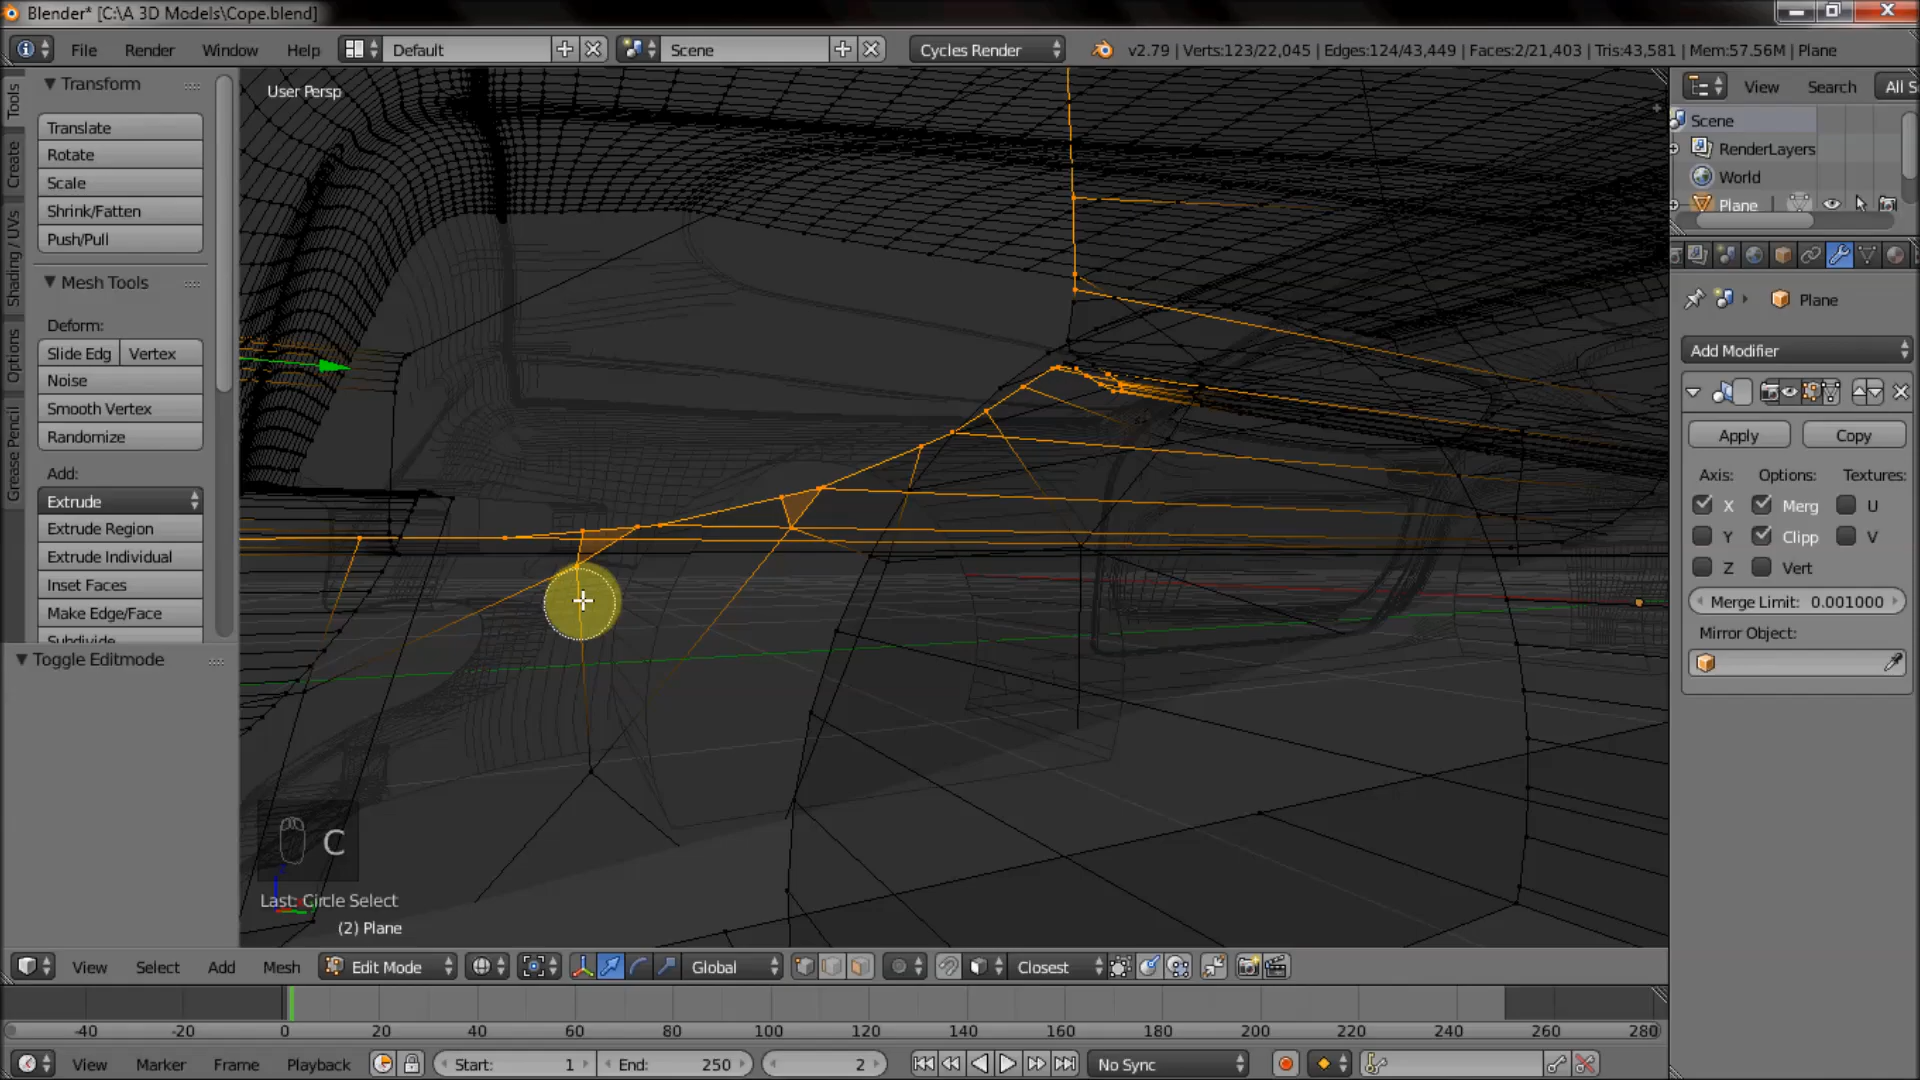 Blender* [C:\A 3D Models\Cope.blend]
File Render Window Help Default Scene Cycles Render v2.79 | Verts:123/22,045 | Edges:124/43,449 | Faces:2/21,403 | Tris:43,581 | Mem:57.56M | Plane
Tools
Create
Shading / UVs
Options
Grease Pencil
Transform
Translate
Rotate
Scale
Shrink/Fatten
Push/Pull
Mesh Tools
Deform:
Slide Edg Vertex
Noise
Smooth Vertex
Randomize
Add:
Extrude
Extrude Region
Extrude Individual
Inset Faces
Make Edge/Face
Subdivide
Toggle Editmode
User Persp
C
Last: Circle Select
(2) Plane
View Search All S
Scene
RenderLayers
World
Plane
Plane
Add Modifier
Apply Copy
Axis: Options: Textures:
X Merg U
Y Clipp V
Z Vert
Merge Limit: 0.001000
Mirror Object:
View Select Add Mesh Edit Mode Global Closest
-40 -20 0 20 40 60 80 100 120 140 160 180 200 220 240 260 280
View Marker Frame Playback Start: 1 End: 250 2 No Sync